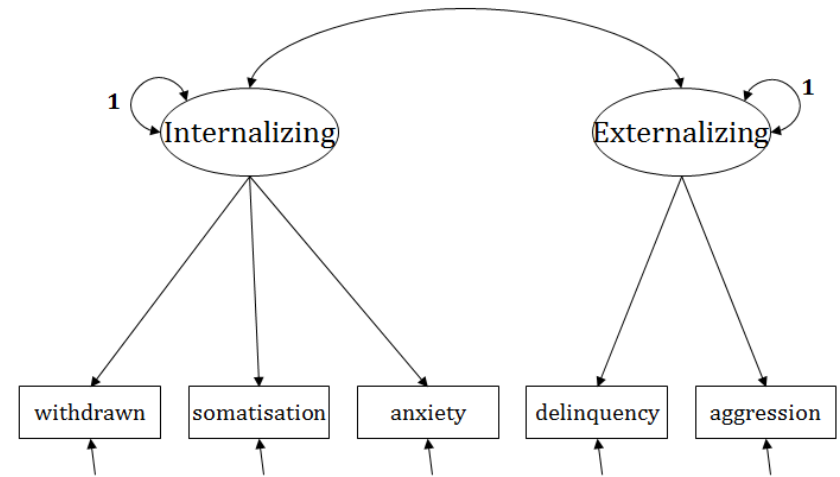 1
1
Internalizing
Externalizing
withdrawn
somatisation
anxiety
delinquency
aggression